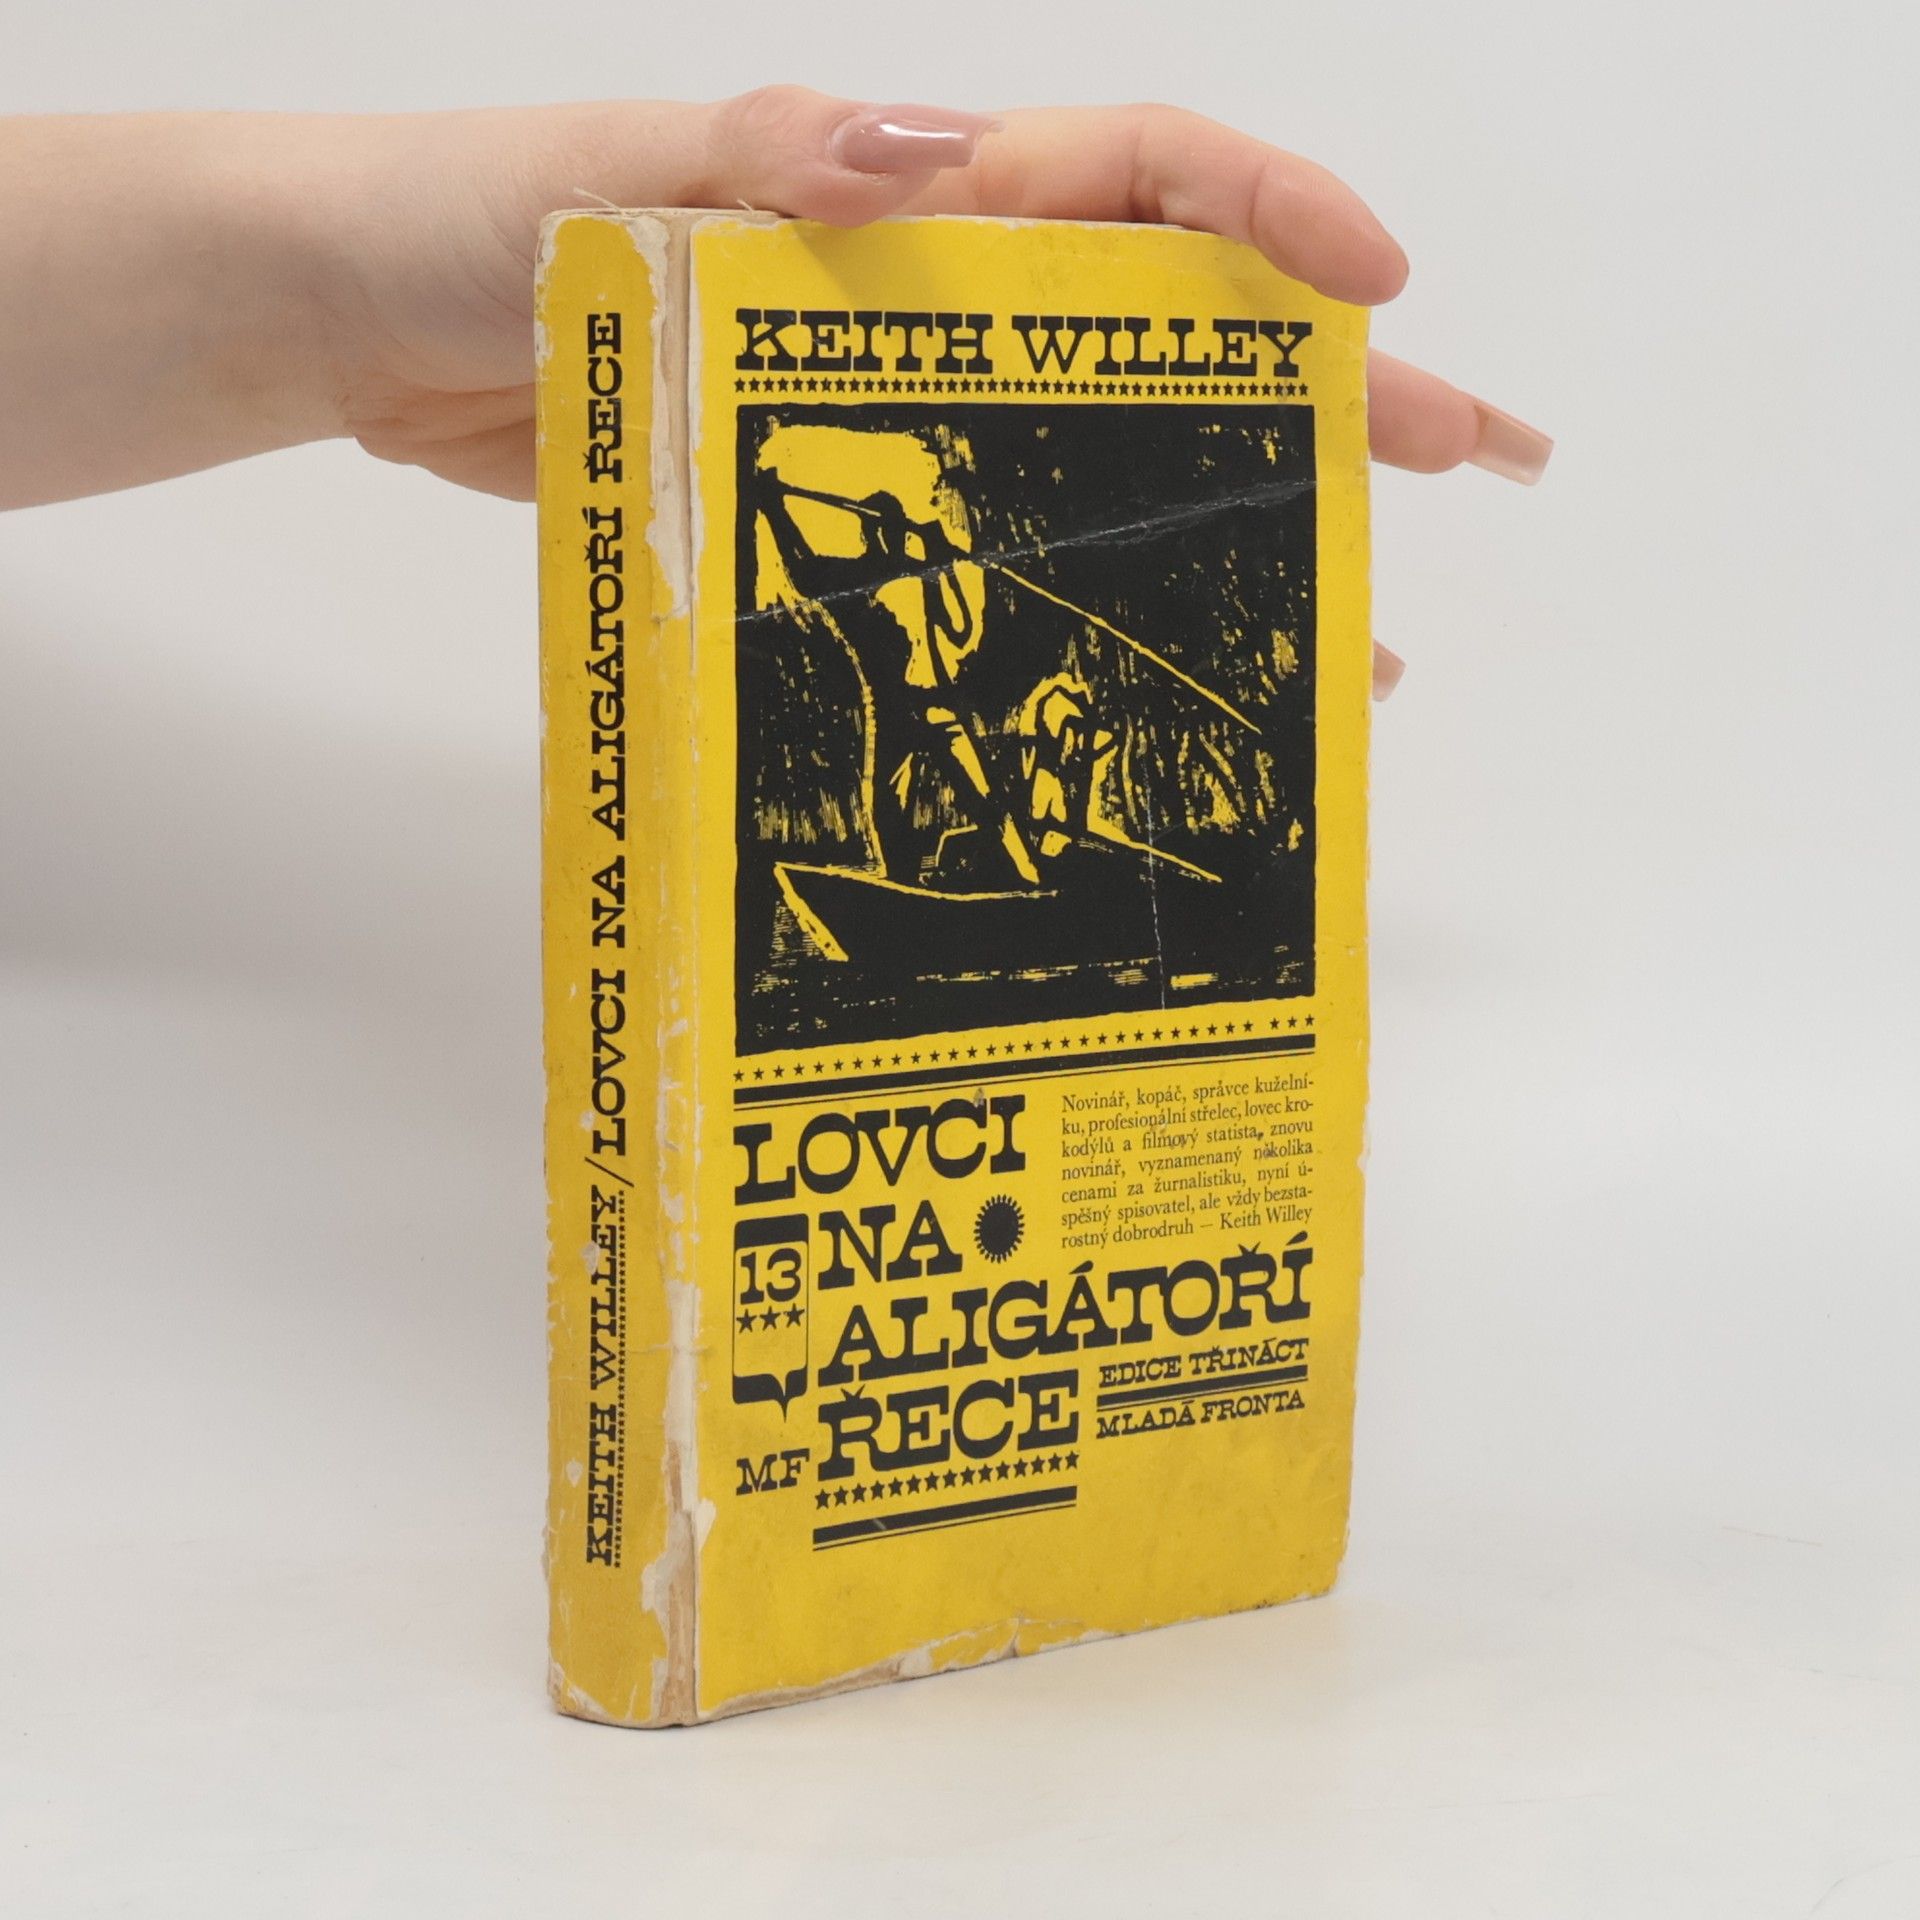 KEITH WILLEY/LOVCI NA ALIGÁTOŘÍ ŘECE
KEITH WILLEY
LOVCI
NA
ALIGÁTOŘÍ
ŘECE
Novinář, kopáč, správce kuželní-
ku, profesionální střelec, lovec kro-
kodýlů a filmový statista, znovu
novinář, vyznamenaný několika
cenami za žurnalistiku, nyní ú-
spěšný spisovatel, ale vždy bezsta-
rostný dobrodruh — Keith Willey
13
MF
EDICE TŘINÁCT
MLADÁ FRONTA